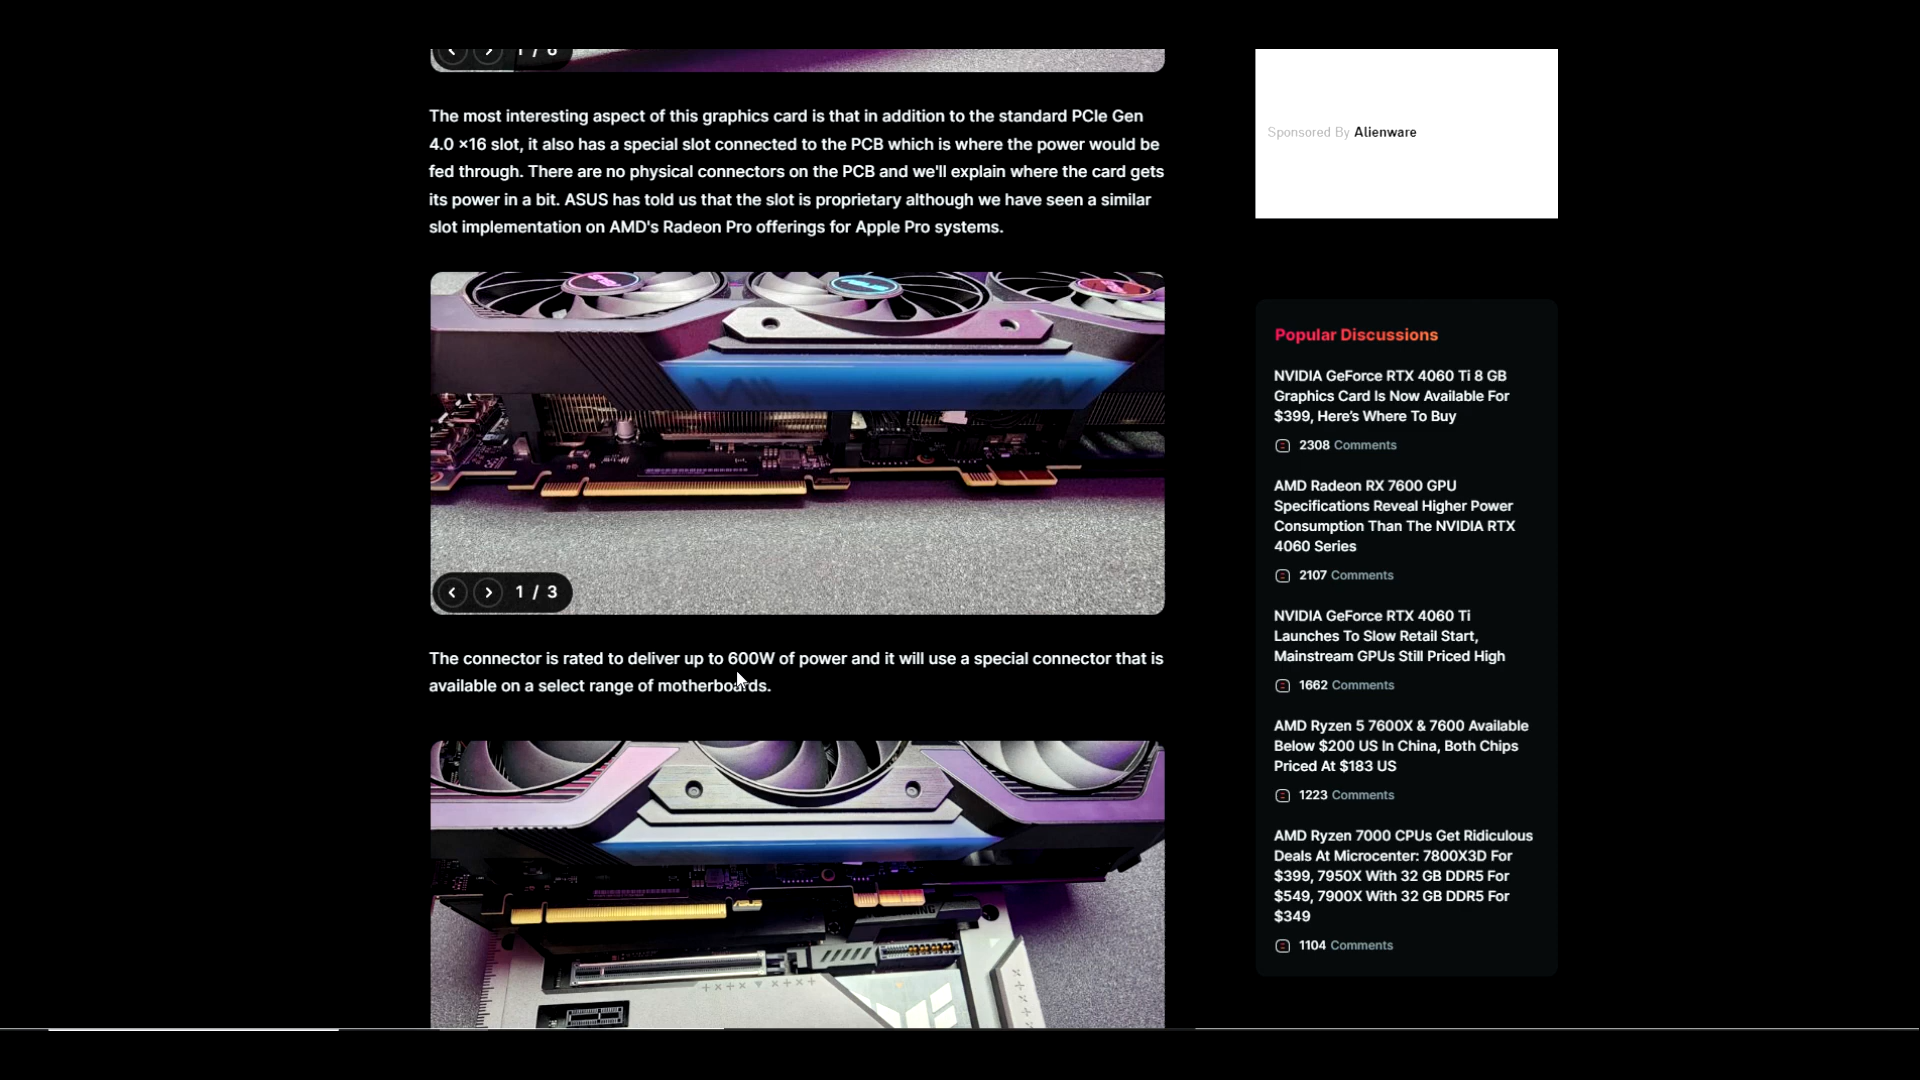 1 / 6
The most interesting aspect of this graphics card is that in addition to the standard PCIe Gen
4.0 x16 slot, it also has a special slot connected to the PCB which is where the power would be
fed through. There are no physical connectors on the PCB and we'll explain where the card gets
its power in a bit. ASUS has told us that the slot is proprietary although we have seen a similar
slot implementation on AMD's Radeon Pro offerings for Apple Pro systems.
1 / 3
The connector is rated to deliver up to 600W of power and it will use a special connector that is
available on a select range of motherboards.
Sponsored By Alienware
Popular Discussions
NVIDIA GeForce RTX 4060 Ti 8 GB
Graphics Card Is Now Available For
$399, Here's Where To Buy
2308 Comments
AMD Radeon RX 7600 GPU
Specifications Reveal Higher Power
Consumption Than The NVIDIA RTX
4060 Series
2107 Comments
NVIDIA GeForce RTX 4060 Ti
Launches To Slow Retail Start,
Mainstream GPUs Still Priced High
1662 Comments
AMD Ryzen 5 7600X & 7600 Available
Below $200 US In China, Both Chips
Priced At $183 US
1223 Comments
AMD Ryzen 7000 CPUs Get Ridiculous
Deals At Microcenter: 7800X3D For
$399, 7950X With 32 GB DDR5 For
$549, 7900X With 32 GB DDR5 For
$349
1104 Comments